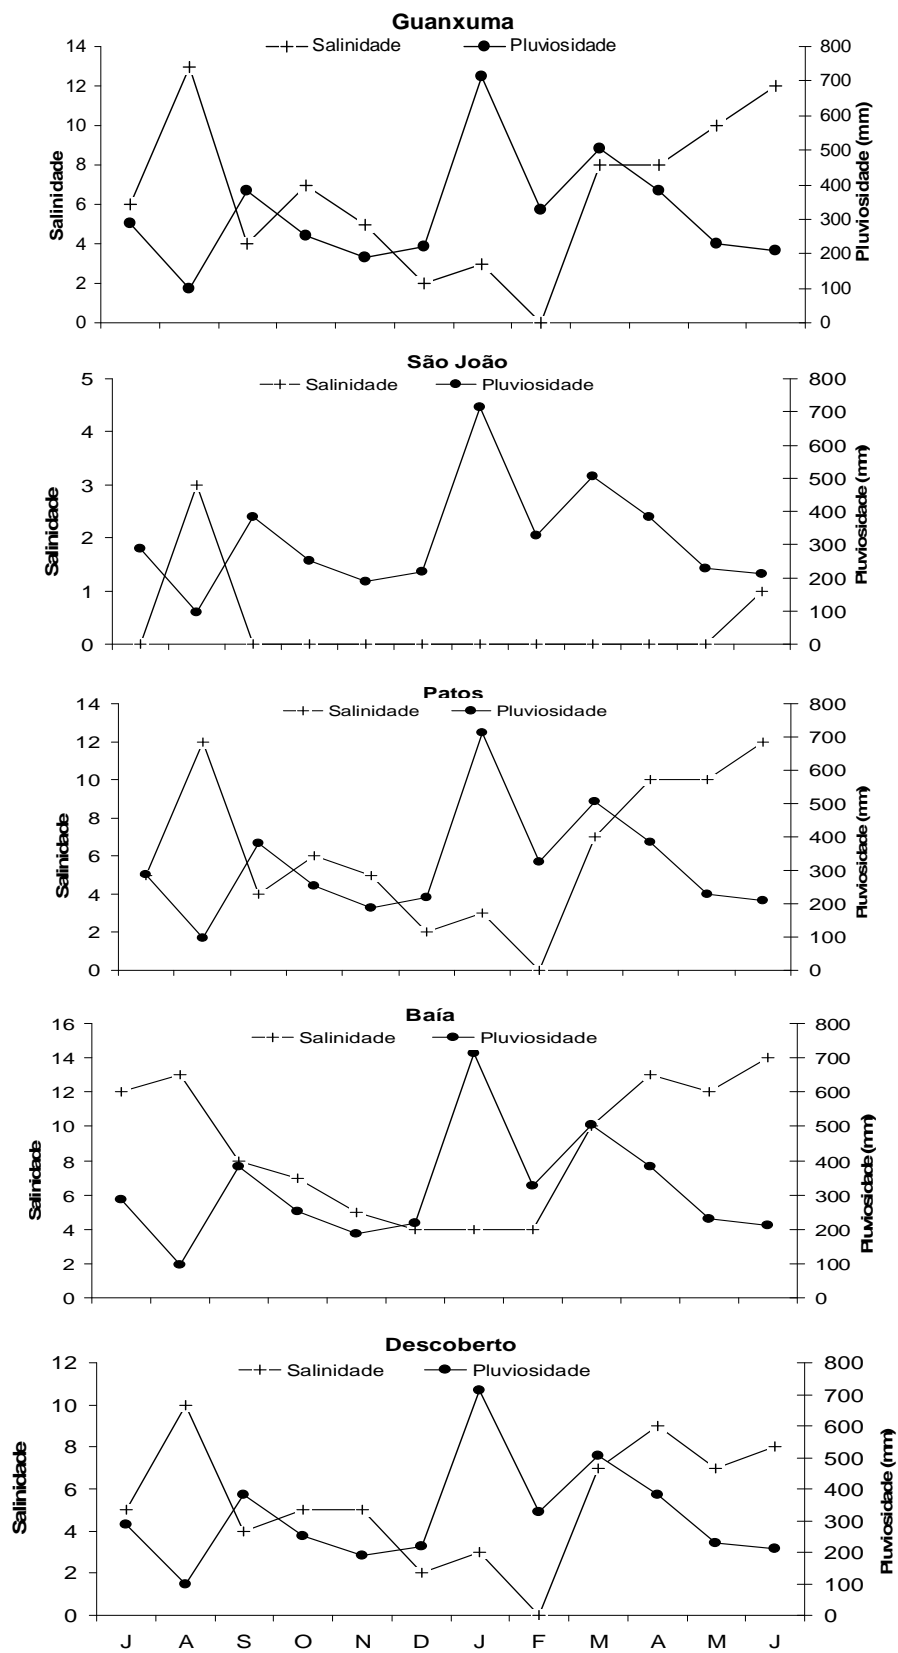 Guanxuma
Salinidade Pluviosidade
14 800
12 700
10 600
8 500
6 400
4 300
2 200
0 100
0
Salinidade
Pluviosidade (mm)
São João
Salinidade Pluviosidade
5 800
4 700
3 600
2 500
1 400
0 300
200
100
0
Salinidade
Pluviosidade (mm)
Patos
Salinidade Pluviosidade
14 800
12 700
10 600
8 500
6 400
4 300
2 200
0 100
0
Salinidade
Pluviosidade (mm)
Baía
Salinidade Pluviosidade
16 800
14 700
12 600
10 500
8 400
6 300
4 200
2 100
0 0
Salinidade
Pluviosidade (mm)
Descoberto
Salinidade Pluviosidade
12 800
10 700
8 600
6 500
4 400
2 300
0 200
100
0
Salinidade
Pluviosidade (mm)
J A S O N D J F M A M J